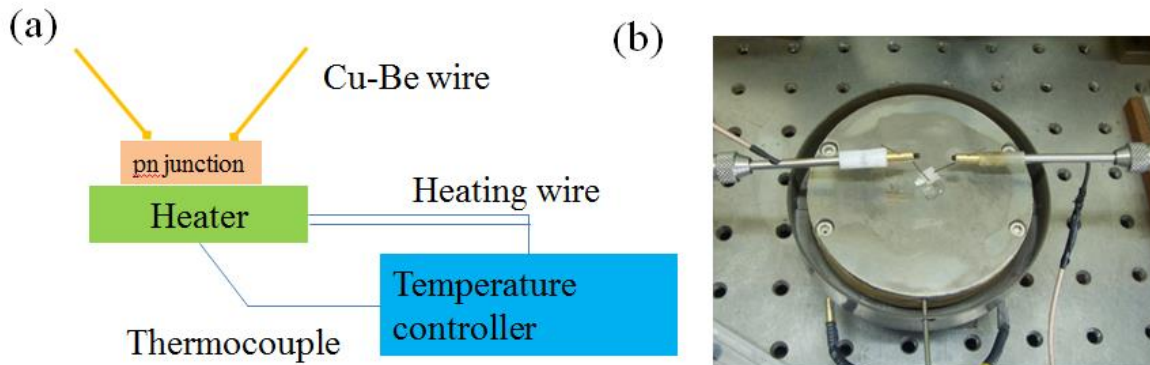 (a)
(b)
Cu-Be wire
pn junction
Heating wire
Heater
Temperature
controller
Thermocouple